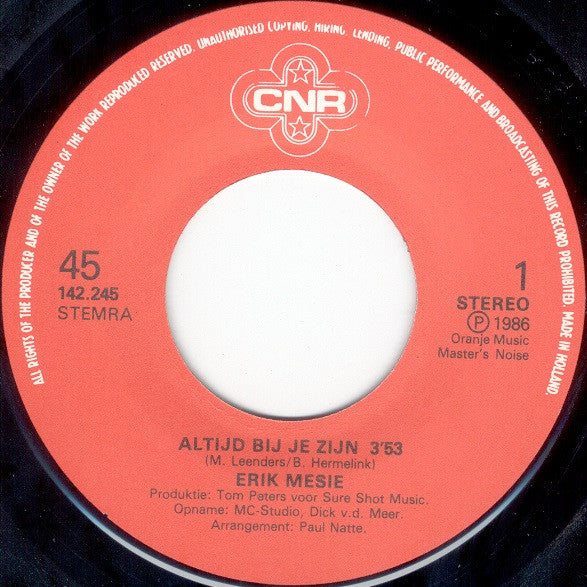 ALL RIGHTS OF THE PRODUCER AND OF THE OWNER OF THE WORK REPRODUCED RESERVED. UNAUTHORISED COPYING, HIRING, LENDING, PUBLIC PERFORMANCE AND BROADCASTING OF THIS RECORD PROHIBITED. MADE IN HOLLAND.
CNR
45
142.245
STEMRA
1
STEREO
℗ 1986
Oranje Music
Master's Noise
ALTIJD BIJ JE ZIJN 3'53
(M. Leenders/B. Hermelink)
ERIK MESIE
Produktie: Tom Peters voor Sure Shot Music.
Opname: MC-Studio, Dick v.d. Meer.
Arrangement: Paul Natte.